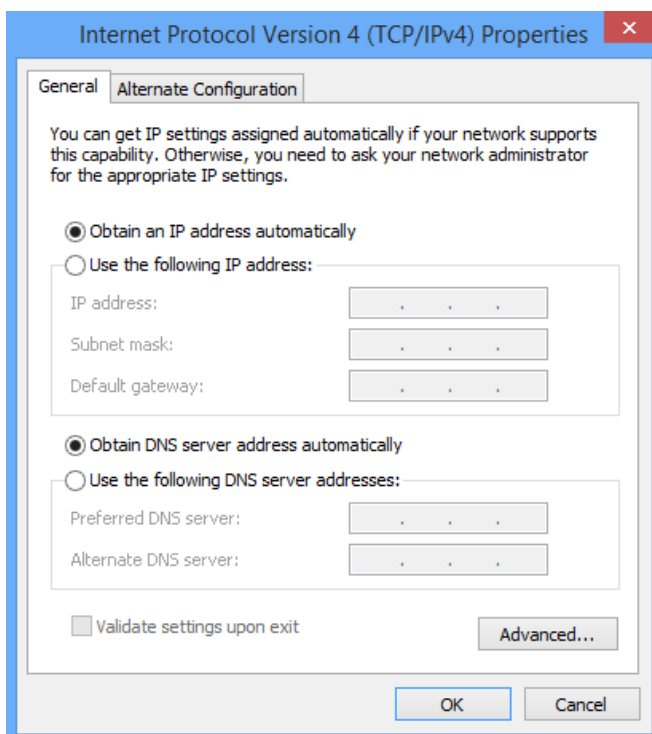 Internet Protocol Version 4 (TCP/IPv4) Properties
General
Alternate Configuration
You can get IP settings assigned automatically if your network supports
this capability. Otherwise, you need to ask your network administrator
for the appropriate IP settings.
Obtain an IP address automatically
Use the following IP address:
IP address:
Subnet mask:
Default gateway:
Obtain DNS server address automatically
Use the following DNS server addresses:
Preferred DNS server:
Alternate DNS server:
Validate settings upon exit
Advanced...
OK
Cancel